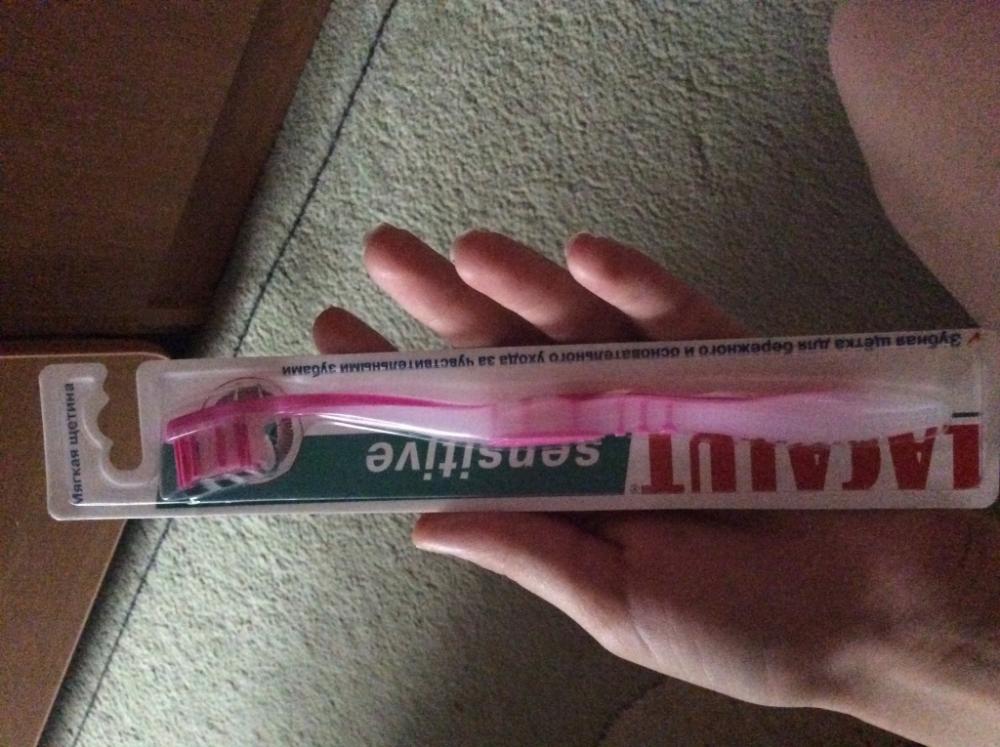 LACALUT®
sensitive
Зубная щётка для бережного и основательного ухода за чувствительными зубами
Мягкая щетина